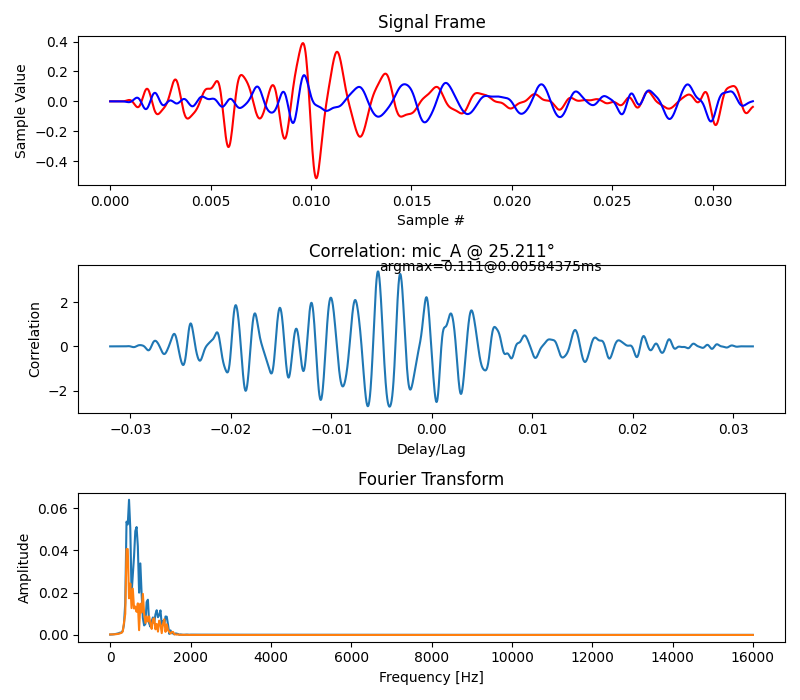 Signal Frame
0.4
0.2
0.0
−0.2
−0.4
Sample Value
0.000 0.005 0.010 0.015 0.020 0.025 0.030
Sample #
Correlation: mic_A @ 25.211°
argmax=0.111@0.00584375ms
2
0
−2
Correlation
−0.03 −0.02 −0.01 0.00 0.01 0.02 0.03
Delay/Lag
Fourier Transform
0.06
0.04
0.02
0.00
Amplitude
0 2000 4000 6000 8000 10000 12000 14000 16000
Frequency [Hz]